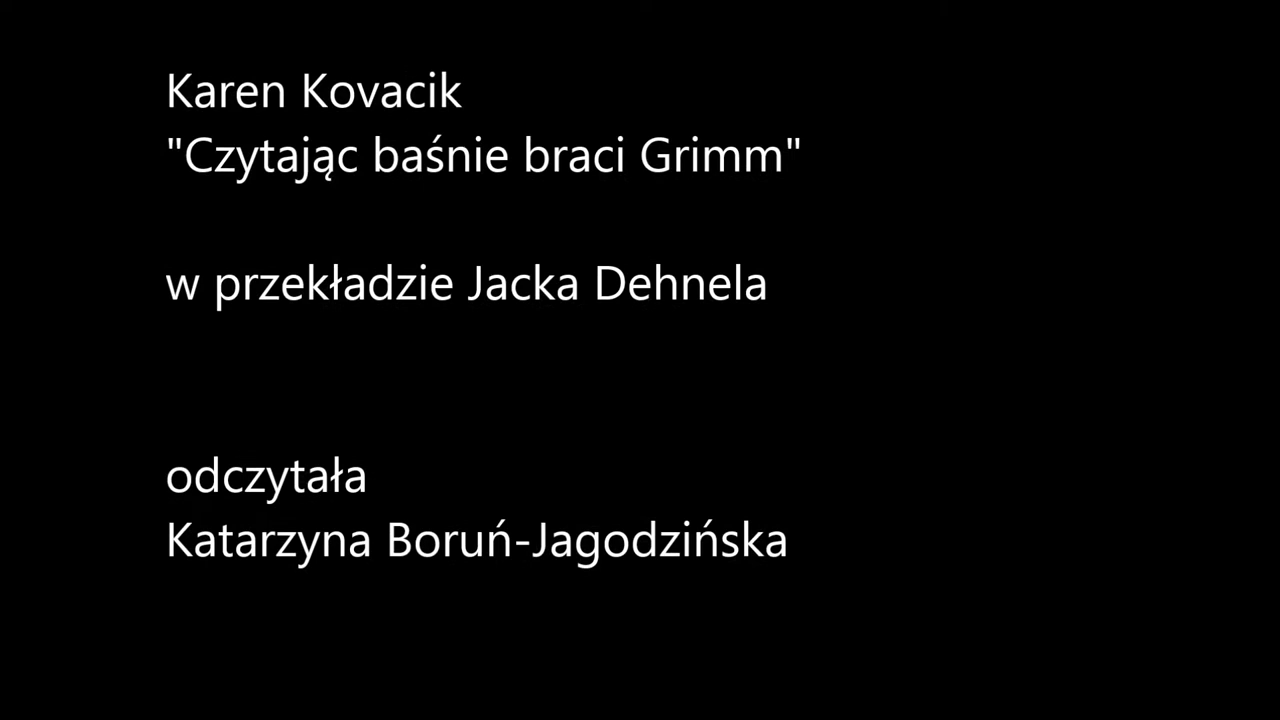 Karen Kovacik
"Czytając baśnie braci Grimm"
w przekładzie Jacka Dehnela
odczytała
Katarzyna Boruń-Jagodzińska